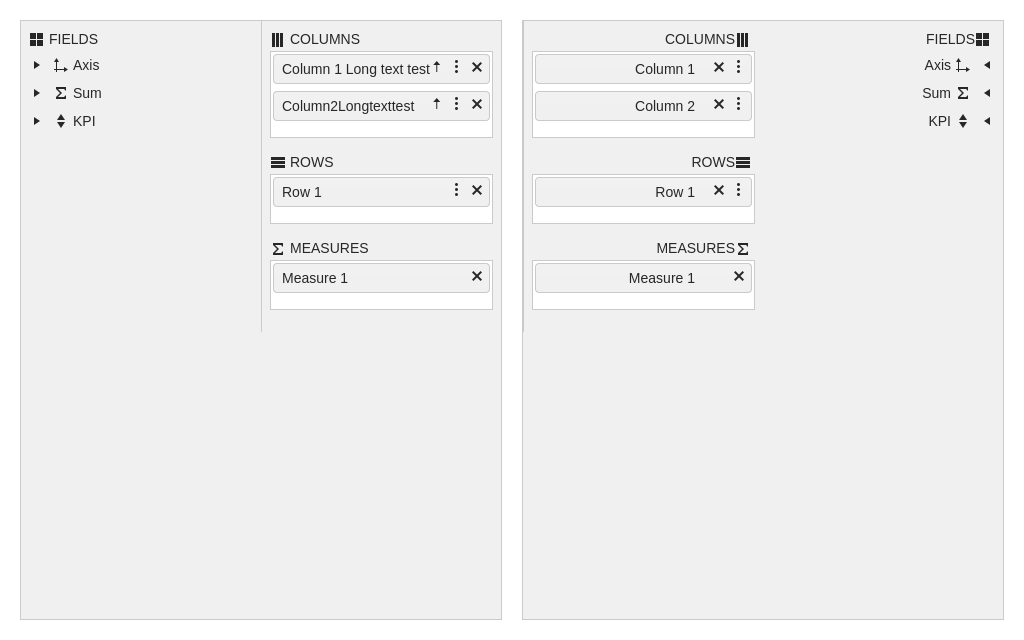 FIELDS
Axis
Sum
KPI
COLUMNS
Column 1 Long text test
Column2Longtexttest
ROWS
Row 1
MEASURES
Measure 1
COLUMNS
Column 1
Column 2
ROWS
Row 1
MEASURES
Measure 1
FIELDS
Axis
Sum
KPI